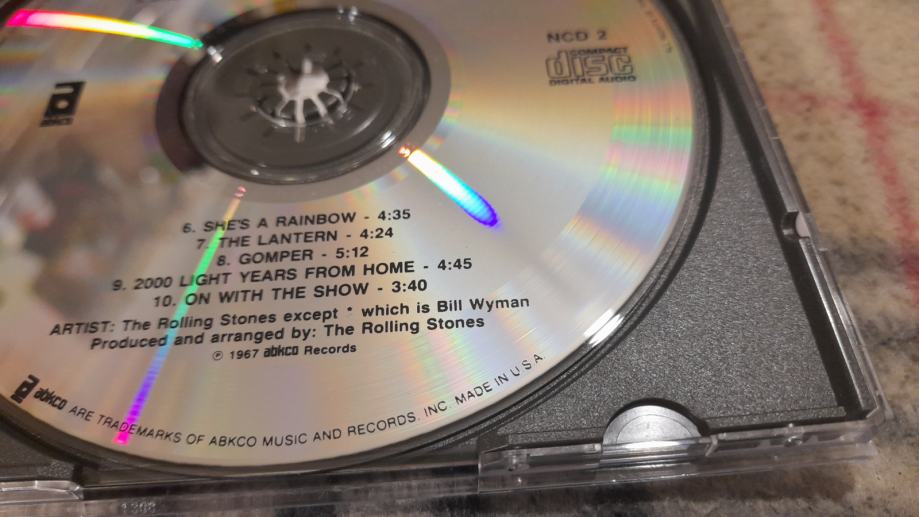 NCD 2
COMPACT
disc
DIGITAL AUDIO
abkco
6. SHE'S A RAINBOW - 4:35
7. THE LANTERN - 4:24
8. GOMPER - 5:12
9. 2000 LIGHT YEARS FROM HOME - 4:45
10. ON WITH THE SHOW - 3:40
ARTIST: The Rolling Stones except * which is Bill Wyman
Produced and arranged by: The Rolling Stones
℗ 1967 abkco Records
abkco ARE TRADEMARKS OF ABKCO MUSIC AND RECORDS, INC. MADE IN U.S.A.